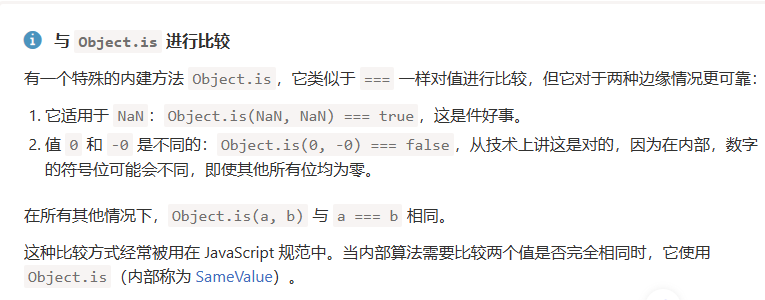 与 Object.is 进行比较
有一个特殊的内建方法 Object.is，它类似于 === 一样对值进行比较，但它对于两种边缘情况更可靠：
1. 它适用于 NaN：Object.is(NaN, NaN) === true，这是件好事。
2. 值 0 和 -0 是不同的：Object.is(0, -0) === false，从技术上讲这是对的，因为在内部，数字
的符号位可能会不同，即使其他所有位均为零。
在所有其他情况下，Object.is(a, b) 与 a === b 相同。
这种比较方式经常被用在 JavaScript 规范中。当内部算法需要比较两个值是否完全相同时，它使用
Object.is（内部称为 SameValue）。